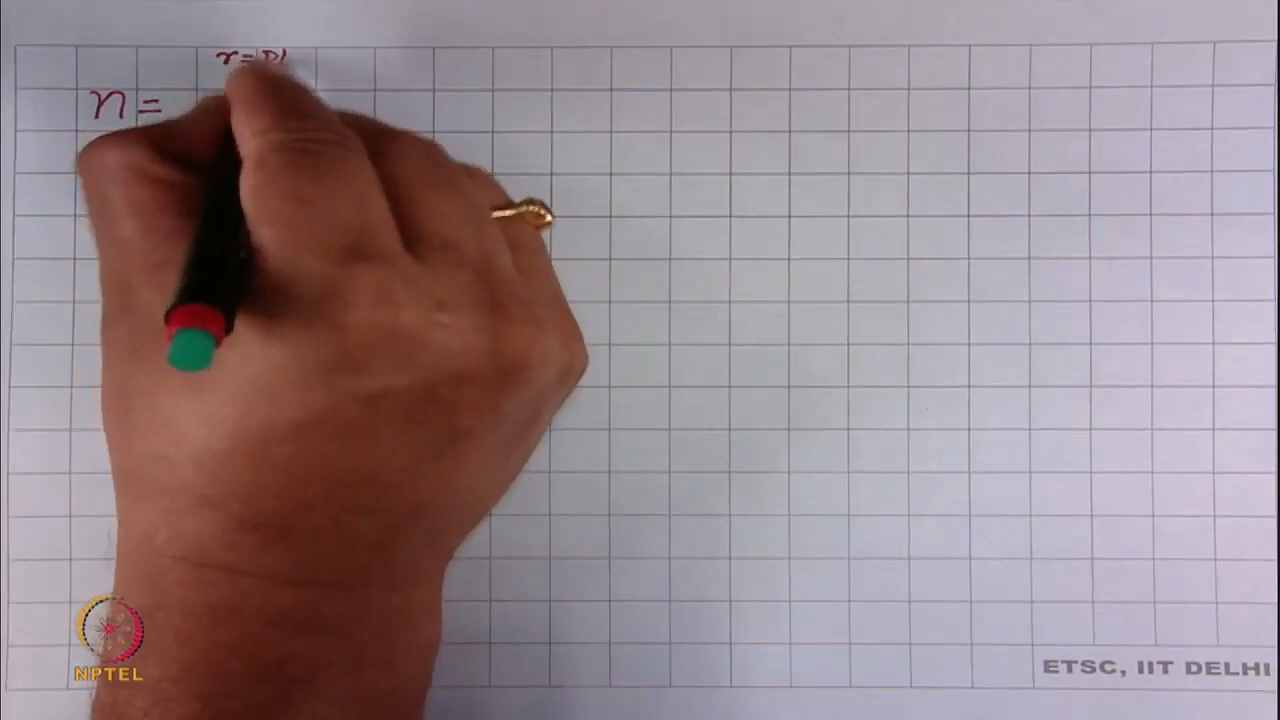 n =
NPTEL
ETSC, IIT DELHI